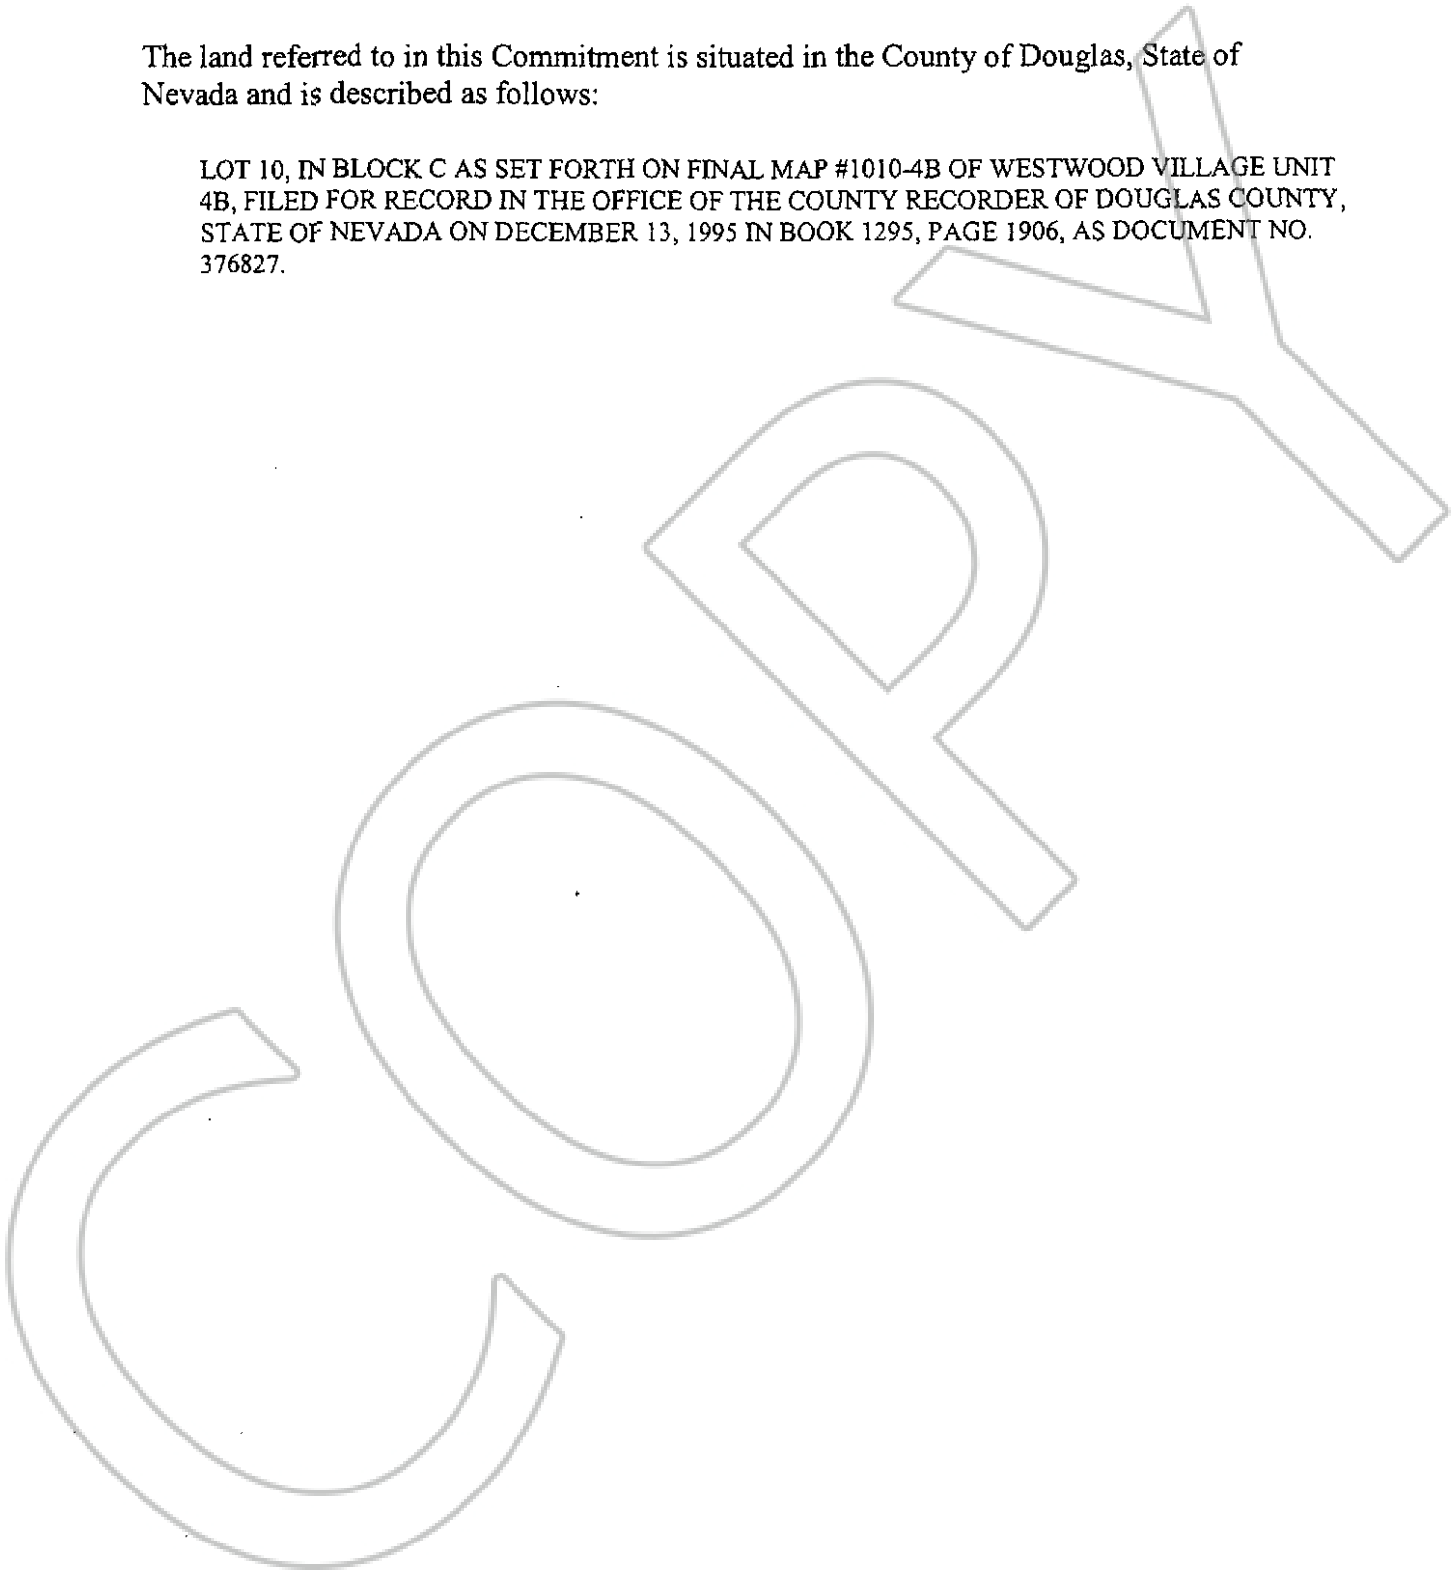 The land referred to in this Commitment is situated in the County of Douglas, State of
Nevada and is described as follows:
LOT 10, IN BLOCK C AS SET FORTH ON FINAL MAP #1010-4B OF WESTWOOD VILLAGE UNIT
4B, FILED FOR RECORD IN THE OFFICE OF THE COUNTY RECORDER OF DOUGLAS COUNTY,
STATE OF NEVADA ON DECEMBER 13, 1995 IN BOOK 1295, PAGE 1906, AS DOCUMENT NO.
376827.
COPY